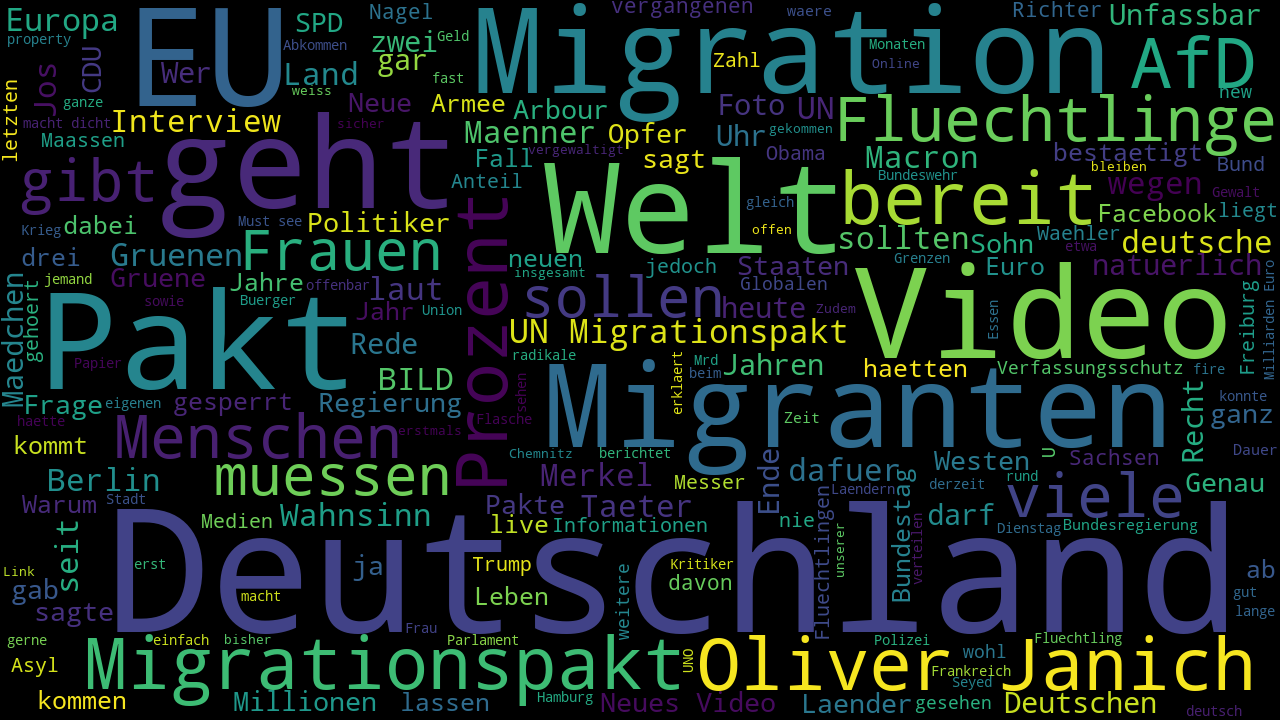 Europa
property
EU
SPD
Abkommen
CDU
Wer
Land
weiss
Nagel
zwei
Geld
gar
fast
vergangenen
Migration
waere
Monaten
Online
Zahl
Richter
Unfassbar
AfD
new
letzten
Jos
ganze
macht dicht
Maassen
Interview
Neue
sicher
Armee
Arbour
Maenner
Opfer
vergewaltigt
Fall
sagt
Anteil
Foto
UN
Uhr
gekommen
Obama
Fluechtlinge
Macron
bestaetigt
Bund
bleiben
Bundeswehr
wegen
Gewalt
gibt
geht
Welt
bereit
gleich
offen
Facebook
liegt
dabei
Krieg
Must see
Politiker
Prozent
sollten
Sohn
Waehler
etwa
deutsche
drei
Gruenen
Frauen
neuen
insgesamt
jedoch
Staaten
Globalen
Grenzen
Euro
natuerlich
Maedchen
gehoert
jemand
Gruene
sowie
Jahre
Buerger
offenbar
laut
Jahr
Union
sollen
heute
Zudem
Video
Essen
Freiburg
Milliarden Euro
Pakt
Papier
Rede
UN Migrationspakt
radikale
Mrd
beim
erklaert
Jahren
haetten
Verfassungsschutz
fire
BILD
Frage
eigenen
gesperrt
Regierung
sehen
Flasche
Migranten
Zeit
Recht
konnte
ganz
haette
kommt
Menschen
erstmals
Chemnitz
berichtet
Westen
U
Sachsen
Dauer
Berlin
muessen
Merkel
Messer
Ende
dafuer
derzeit
rund
Genau
Warum
Stadt
Medien
Wahnsinn
Pakte
Taeter
Laendern
Bundestag
viele
live
Informationen
nie
Fluechtlingen
darf
Dienstag
Bundesregierung
seit
Deutschland
erst
ja
Trump
Kritiker
davon
unserer
verteilen
Link
gab
macht
Leben
weitere
ab
gut
lange
sagte
Frau
gerne
einfach
bisher
Parlament
Polizei
wohl
Fluechtling
Asyl
Migrationspakt
UNO
Oliver Janich
Frankreich
Seyed
kommen
Millionen
lassen
Hamburg
Neues Video
Laender
gesehen
Deutschen
deutsch